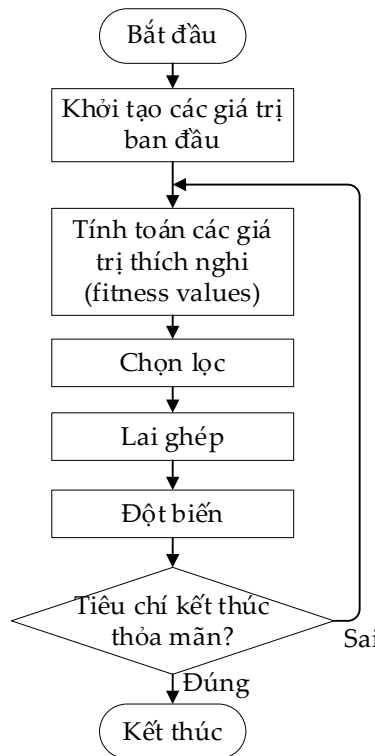 Bắt đầu
Khởi tạo các giá trị
ban đầu
Tính toán các giá
trị thích nghi
(fitness values)
Chọn lọc
Lai ghép
Đột biến
Tiêu chí kết thúc
thỏa mãn?
Sai
Đúng
Kết thúc